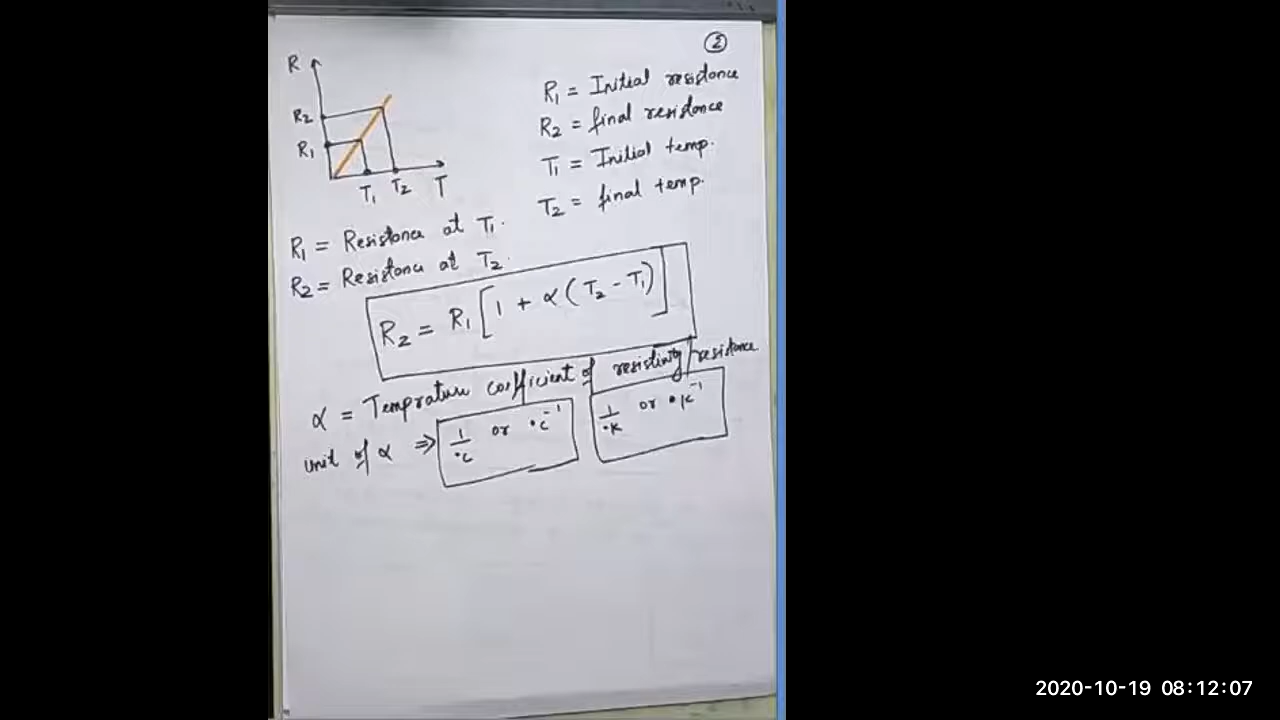 ②
R
R₂
R₁
T₁ T₂ T
R₁ = Initial resistance
R₂ = final resistance
T₁ = Initial temp.
T₂ = final temp.
R₁ = Resistance at T₁.
R₂ = Resistance at T₂.
R₂ = R₁ [1 + α (T₂ - T₁)]
α = Temprature coefficient of resistivity/resistance
unit of α ⇒ 1/°C or °C⁻¹ 1/°K or °K⁻¹
2020-10-19 08:12:07